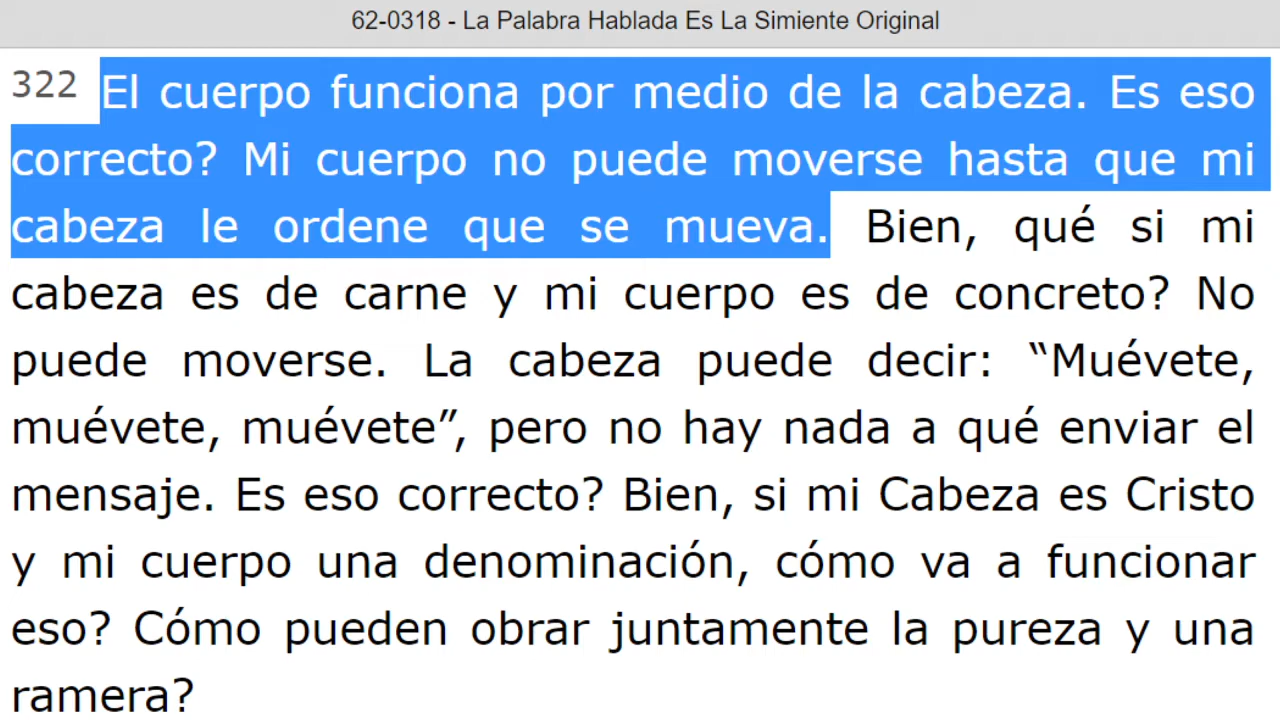 62-0318 - La Palabra Hablada Es La Simiente Original
322 El cuerpo funciona por medio de la cabeza. Es eso
correcto? Mi cuerpo no puede moverse hasta que mi
cabeza le ordene que se mueva. Bien, qué si mi
cabeza es de carne y mi cuerpo es de concreto? No
puede moverse. La cabeza puede decir: “Muévete,
muévete, muévete”, pero no hay nada a qué enviar el
mensaje. Es eso correcto? Bien, si mi Cabeza es Cristo
y mi cuerpo una denominación, cómo va a funcionar
eso? Cómo pueden obrar juntamente la pureza y una
ramera?